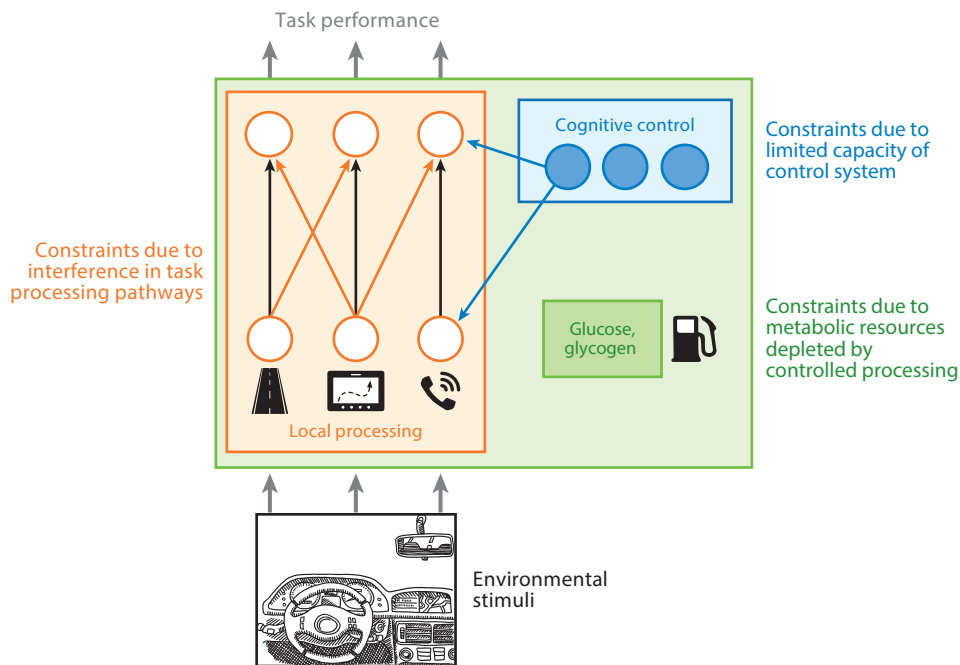 Task performance
Cognitive control
Constraints due to
limited capacity of
control system
Constraints due to
interference in task
processing pathways
Glucose,
glycogen
Constraints due to
metabolic resources
depleted by
controlled processing
Local processing
Environmental
stimuli